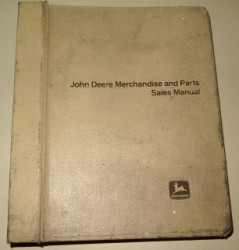 John Deere Merchandise and Parts
Sales Manual